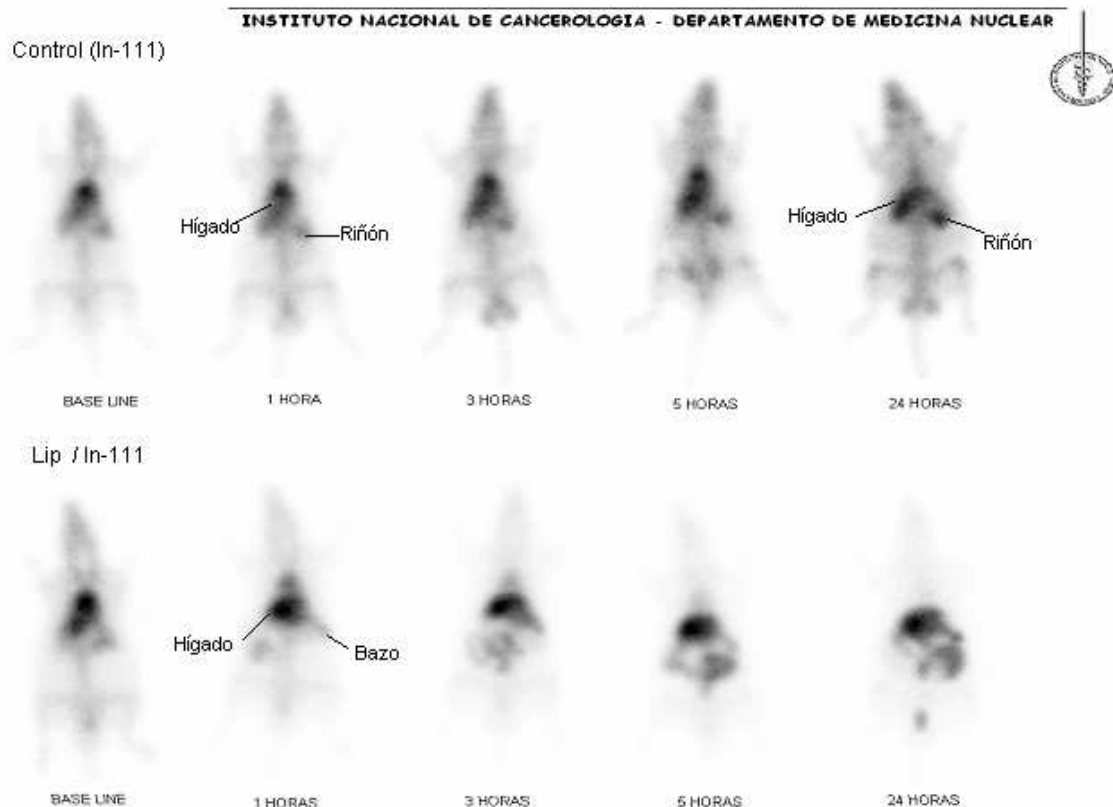 INSTITUTO NACIONAL DE CANCEROLOGIA - DEPARTAMENTO DE MEDICINA NUCLEAR
Control (In-111)
Hígado
Riñón
Hígado
Riñón
BASE LINE
1 HORA
3 HORAS
5 HORAS
24 HORAS
Lip / In-111
Hígado
Bazo
BASE LINE
1 HORAS
3 HORAS
5 HORAS
24 HORAS